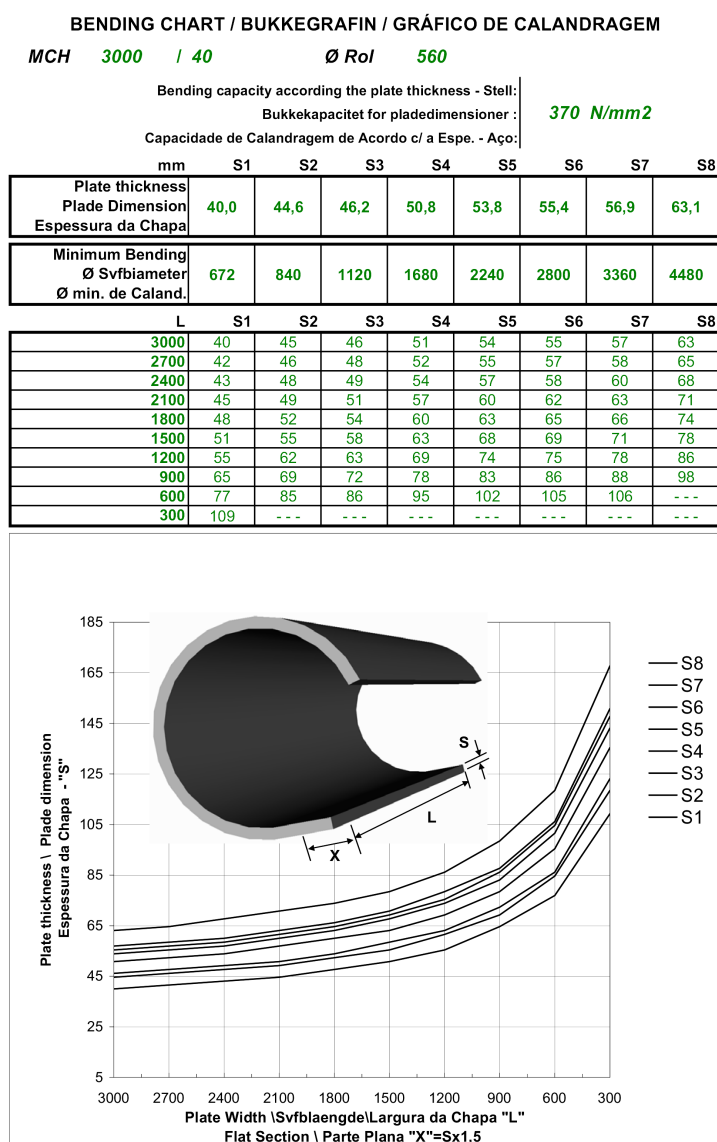 BENDING CHART / BUKKEGRAFIN / GRÁFICO DE CALANDRAGEM
MCH 3000 / 40 Ø Rol 560
Bending capacity according the plate thickness - Stell:
Bukkekapacitet for pladedimensioner :
370 N/mm2
Capacidade de Calandragem de Acordo c/ a Espe. - Aço:
mm S1 S2 S3 S4 S5 S6 S7 S8
Plate thickness
Plade Dimension 40,0 44,6 46,2 50,8 53,8 55,4 56,9 63,1
Espessura da Chapa
Minimum Bending
Ø Svfbiameter 672 840 1120 1680 2240 2800 3360 4480
Ø min. de Caland.
L S1 S2 S3 S4 S5 S6 S7 S8
3000 40 45 46 51 54 55 57 63
2700 42 46 48 52 55 57 58 65
2400 43 48 49 54 57 58 60 68
2100 45 49 51 57 60 62 63 71
1800 48 52 54 60 63 65 66 74
1500 51 55 58 63 68 69 71 78
1200 55 62 63 69 74 75 78 86
900 65 69 72 78 83 86 88 98
600 77 85 86 95 102 105 106 - - -
300 109 - - - - - - - - - - - - - - - - - - - - -
185
165
145
125
105
85
65
45
25
5
Plate thickness \ Plade dimension
Espessura da Chapa - "S"
S
L
X
S8
S7
S6
S5
S4
S3
S2
S1
3000 2700 2400 2100 1800 1500 1200 900 600 300
Plate Width \Svfblaengde\Largura da Chapa "L"
Flat Section \ Parte Plana "X"=Sx1.5